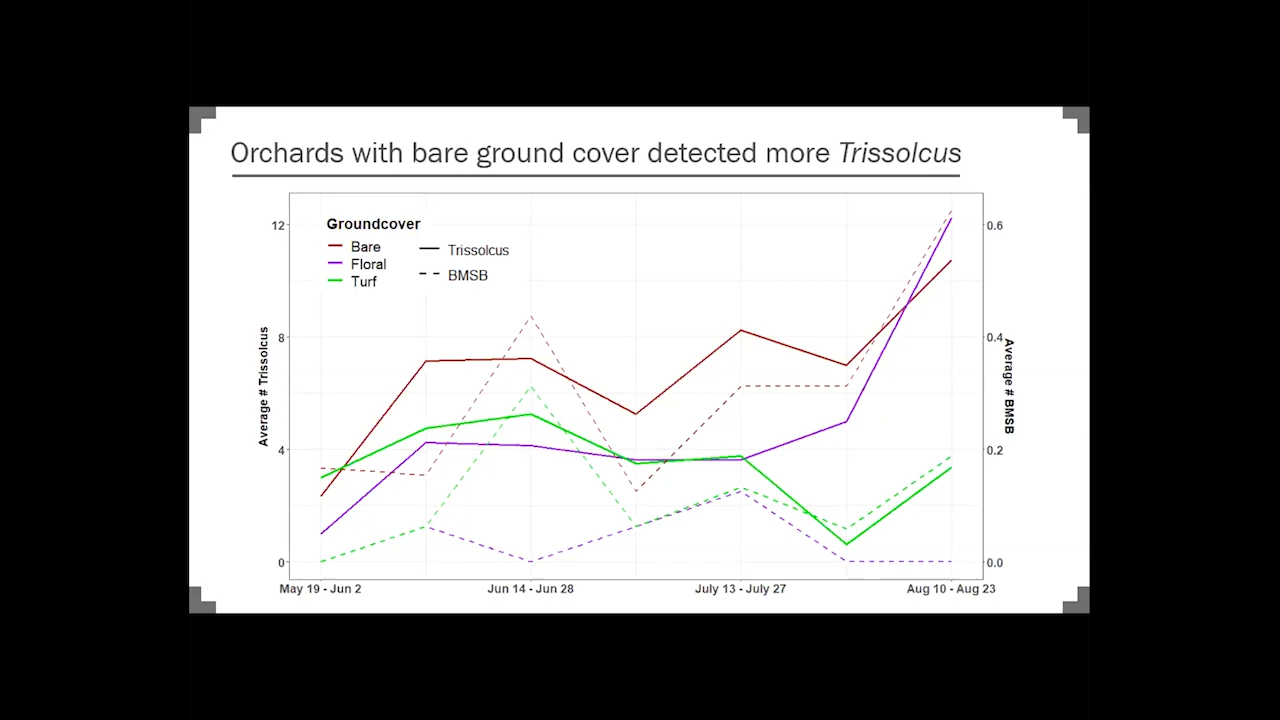 Orchards with bare ground cover detected more Trissolcus
Groundcover
Bare
Floral
Turf
Trissolcus
BMSB
12
8
4
0
Average # Trissolcus
0.6
0.4
0.2
0.0
Average # BMSB
May 19 - Jun 2
Jun 14 - Jun 28
July 13 - July 27
Aug 10 - Aug 23